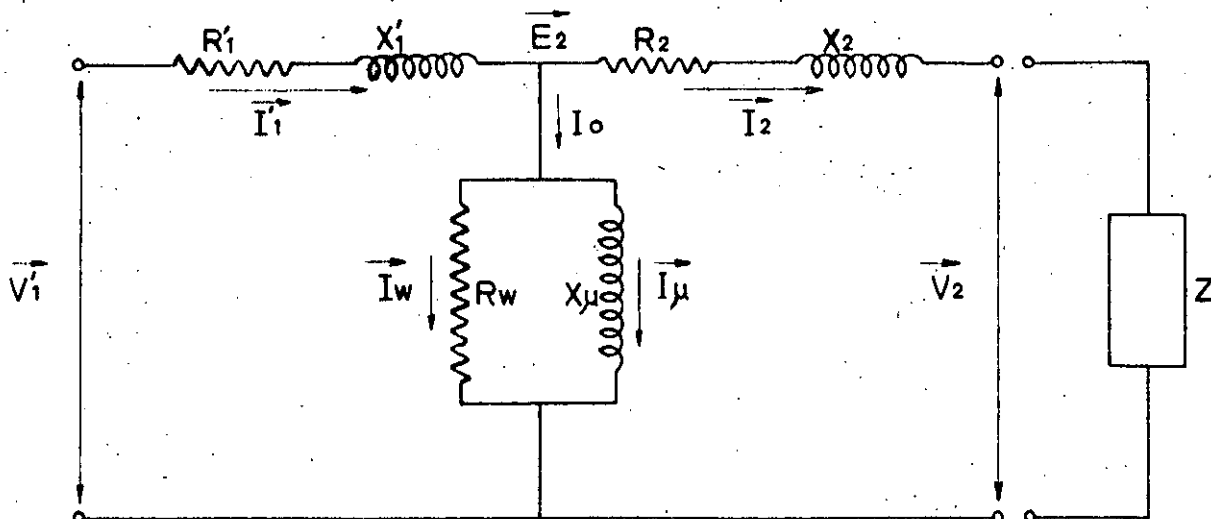 R'1 X'1 E2 R2 X2
I'1 Io I2
V'1 Iw Rw Xμ Iμ V2 Z